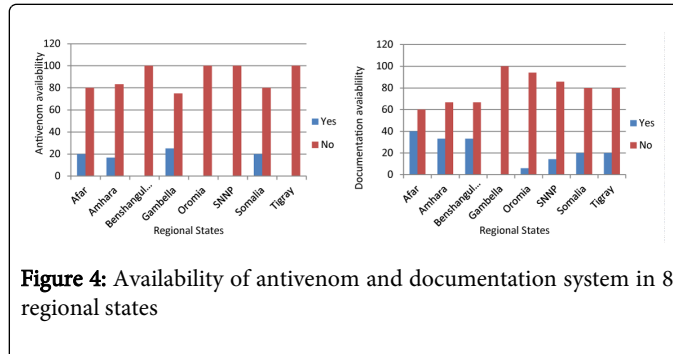 120
100
80
60
40
20
0
Antivenom availability
Afar
Amhara
Benshangul...
Gambella
Oromia
SNNP
Somalia
Tigray
Regional States
Yes
No
120
100
80
60
40
20
0
Documentation avaiablility
Afar
Amhara
Benshangul...
Gambella
Oromia
SNNP
Somalia
Tigray
Regional States
Yes
No
Figure 4: Availability of antivenom and documentation system in 8
regional states